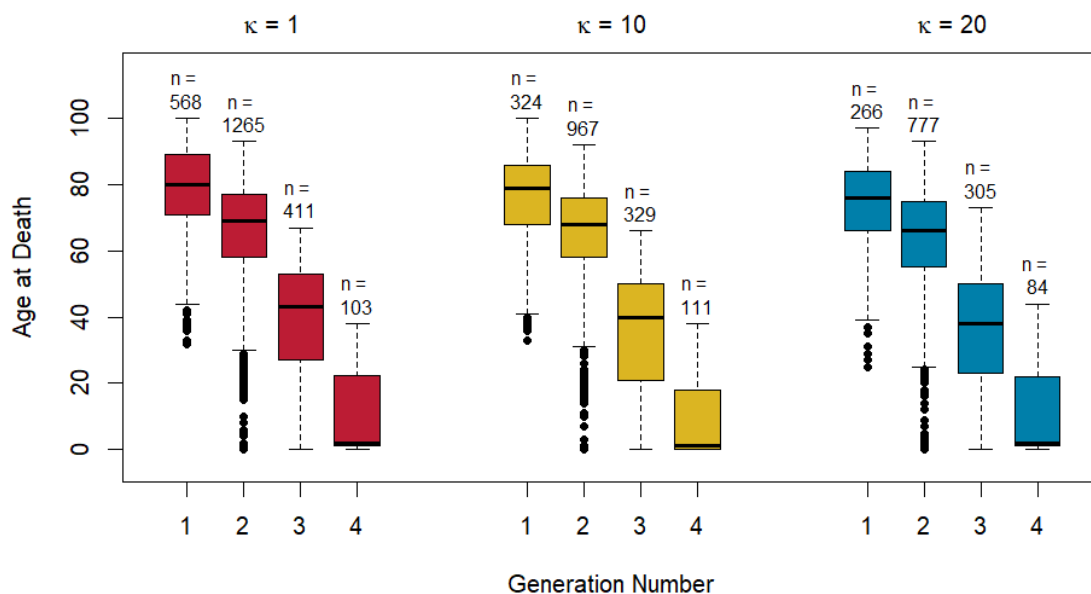 κ = 1
κ = 10
κ = 20
n =
568
n =
1265
n =
411
n =
103
n =
324
n =
967
n =
329
n =
111
n =
266
n =
777
n =
305
n =
84
Age at Death
100
80
60
40
20
0
1 2 3 4
1 2 3 4
1 2 3 4
Generation Number